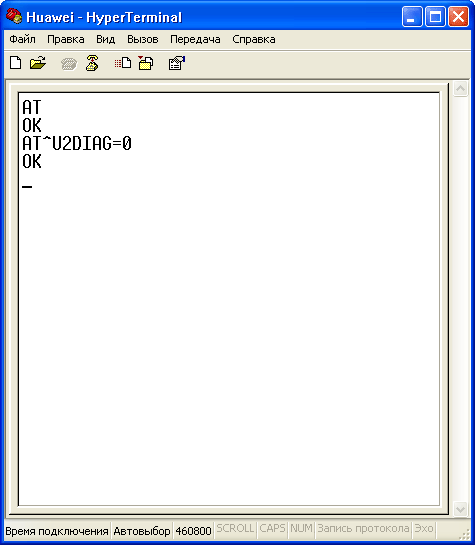 Huawei - HyperTerminal
Файл Правка Вид Вызов Передача Справка
AT
OK
AT^U2DIAG=0
OK
_
Время подключения Автовыбор 460800 SCROLL CAPS NUM Запись протокола Эхо